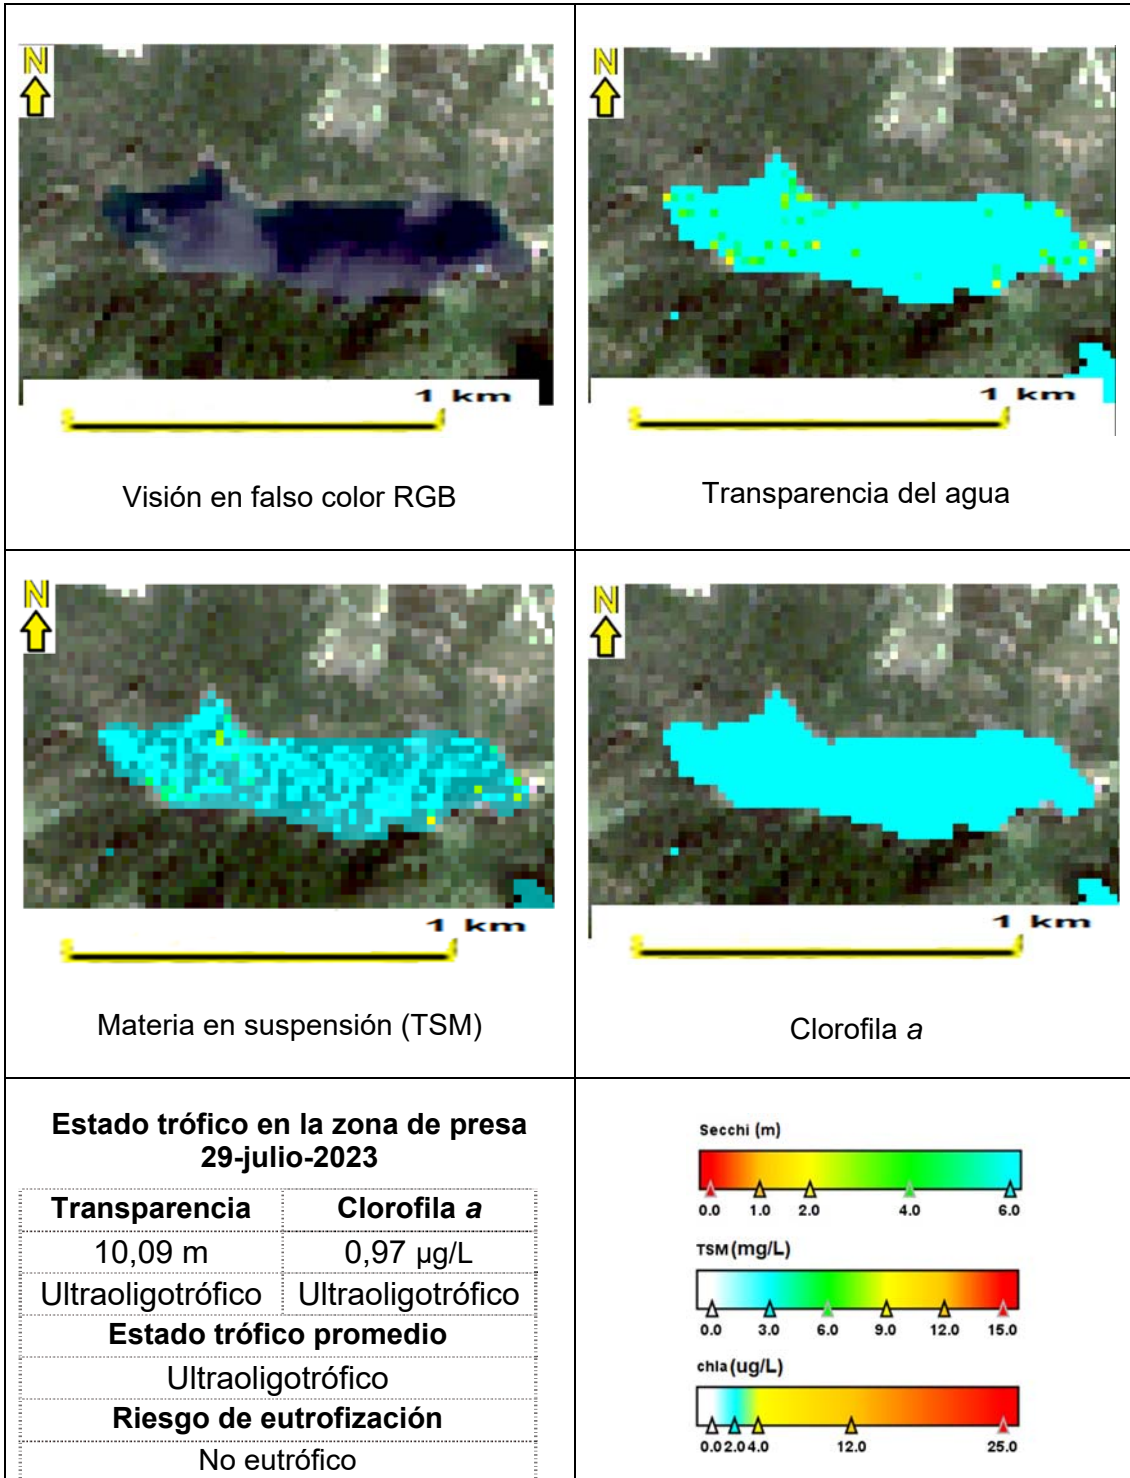 N
1 km
Visión en falso color RGB
N
1 km
Transparencia del agua
N
1 km
Materia en suspensión (TSM)
N
1 km
Clorofila a
Estado trófico en la zona de presa
29-julio-2023
Transparencia Clorofila a
10,09 m 0,97 µg/L
Ultraoligotrófico Ultraoligotrófico
Estado trófico promedio
Ultraoligotrófico
Riesgo de eutrofización
No eutrófico
Secchi (m)
0.0 1.0 2.0 4.0 6.0
TSM (mg/L)
0.0 3.0 6.0 9.0 12.0 15.0
chla (ug/L)
0.0 2.0 4.0 12.0 25.0